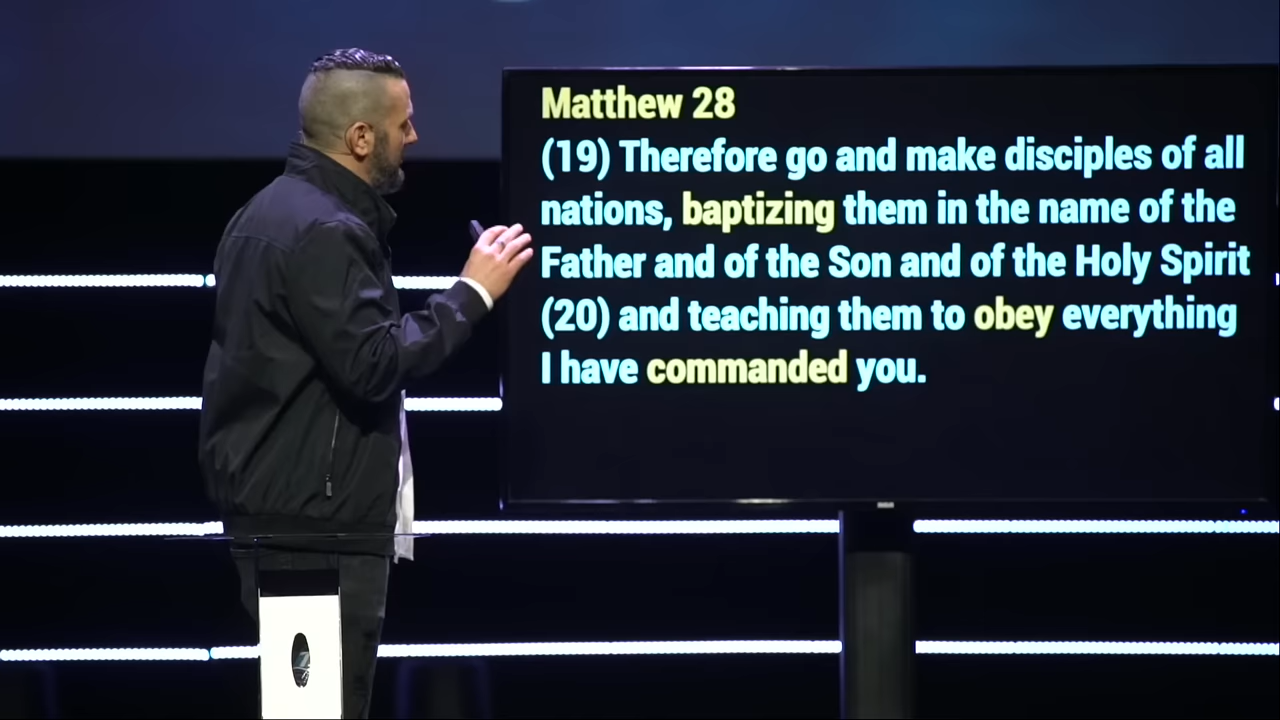 Matthew 28
(19) Therefore go and make disciples of all
nations, baptizing them in the name of the
Father and of the Son and of the Holy Spirit
(20) and teaching them to obey everything
I have commanded you.